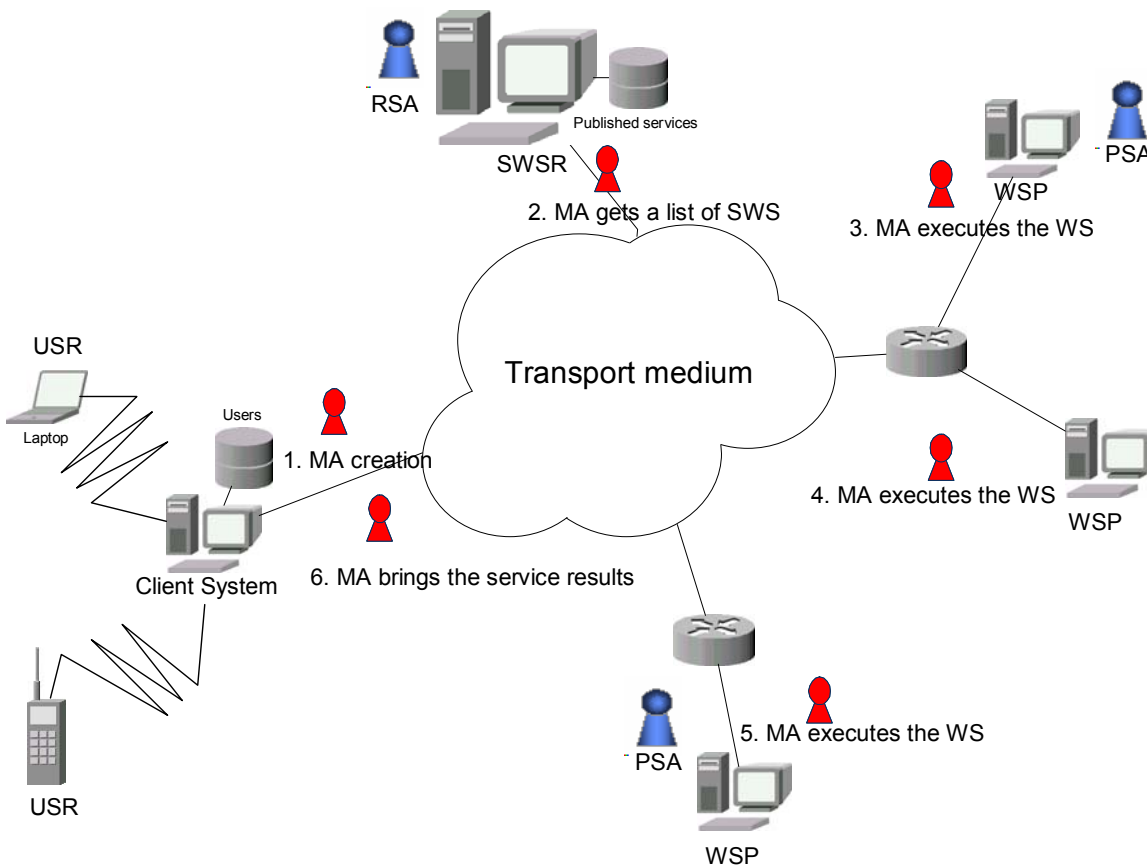 RSA
Published services
SWSR
2. MA gets a list of SWS
PSA
WSP
3. MA executes the WS
USR
Laptop
Users
1. MA creation
Transport medium
4. MA executes the WS
WSP
Client System
6. MA brings the service results
USR
PSA
5. MA executes the WS
WSP